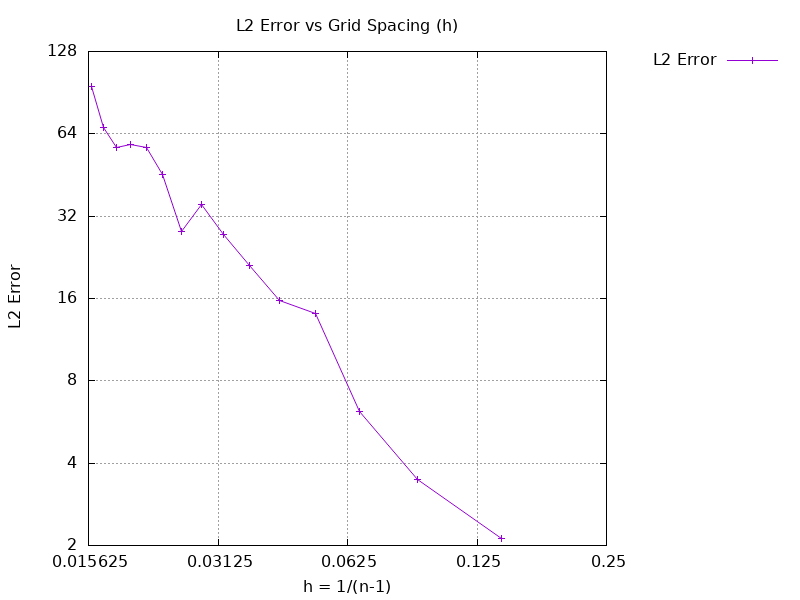 L2 Error vs Grid Spacing (h)
L2 Error
128
64
32
16
8
4
2
L2 Error
0.015625 0.03125 0.0625 0.125 0.25
h = 1/(n-1)